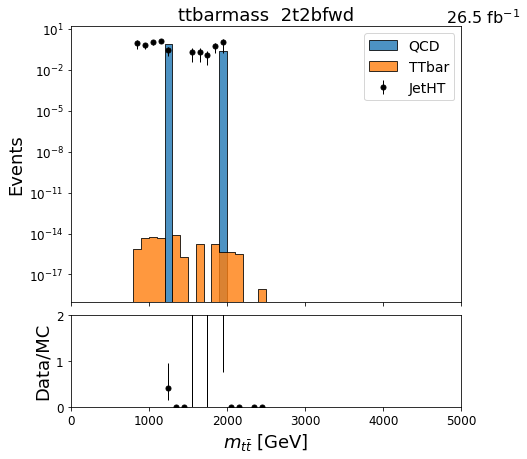 ttbarmass 2t2bfwd
26.5 fb⁻¹
QCD
TTbar
JetHT
Events
10¹
10⁻²
10⁻⁵
10⁻⁸
10⁻¹¹
10⁻¹⁴
10⁻¹⁷
Data/MC
2
1
0
0 1000 2000 3000 4000 5000
m_{tt̄} [GeV]